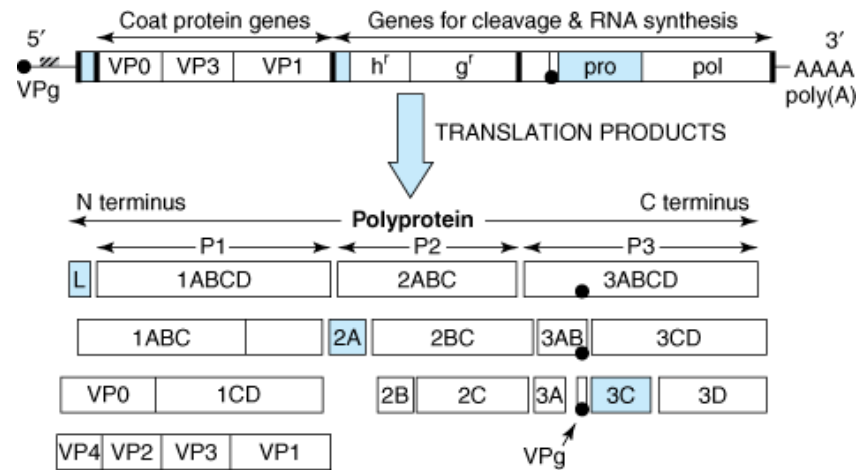 Coat protein genes Genes for cleavage & RNA synthesis
5′ 3′
VPg VP0 VP3 VP1 hʳ gʳ pro pol AAAA
poly(A)
TRANSLATION PRODUCTS
N terminus C terminus
Polyprotein
P1 P2 P3
L 1ABCD 2ABC 3ABCD
1ABC 2A 2BC 3AB 3CD
VP0 1CD 2B 2C 3A 3C 3D
VP4 VP2 VP3 VP1 VPg